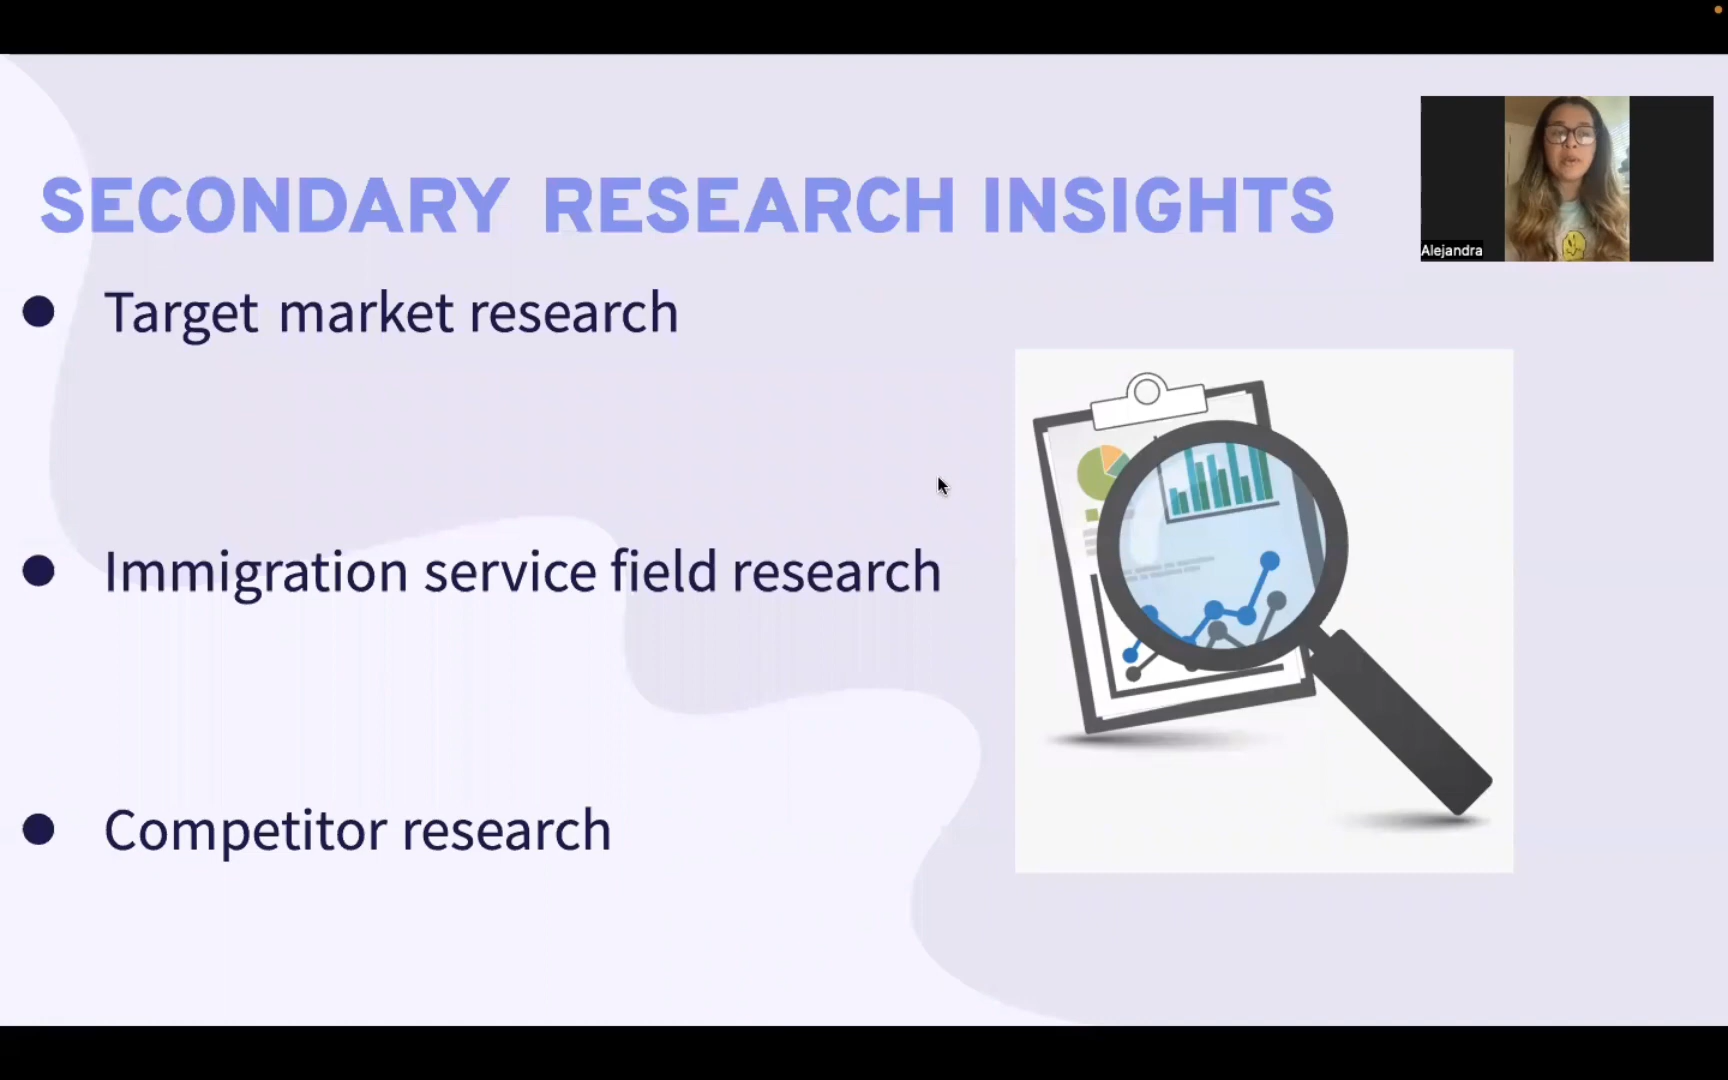 SECONDARY RESEARCH INSIGHTS
Alejandra
Target market research
Immigration service field research
Competitor research